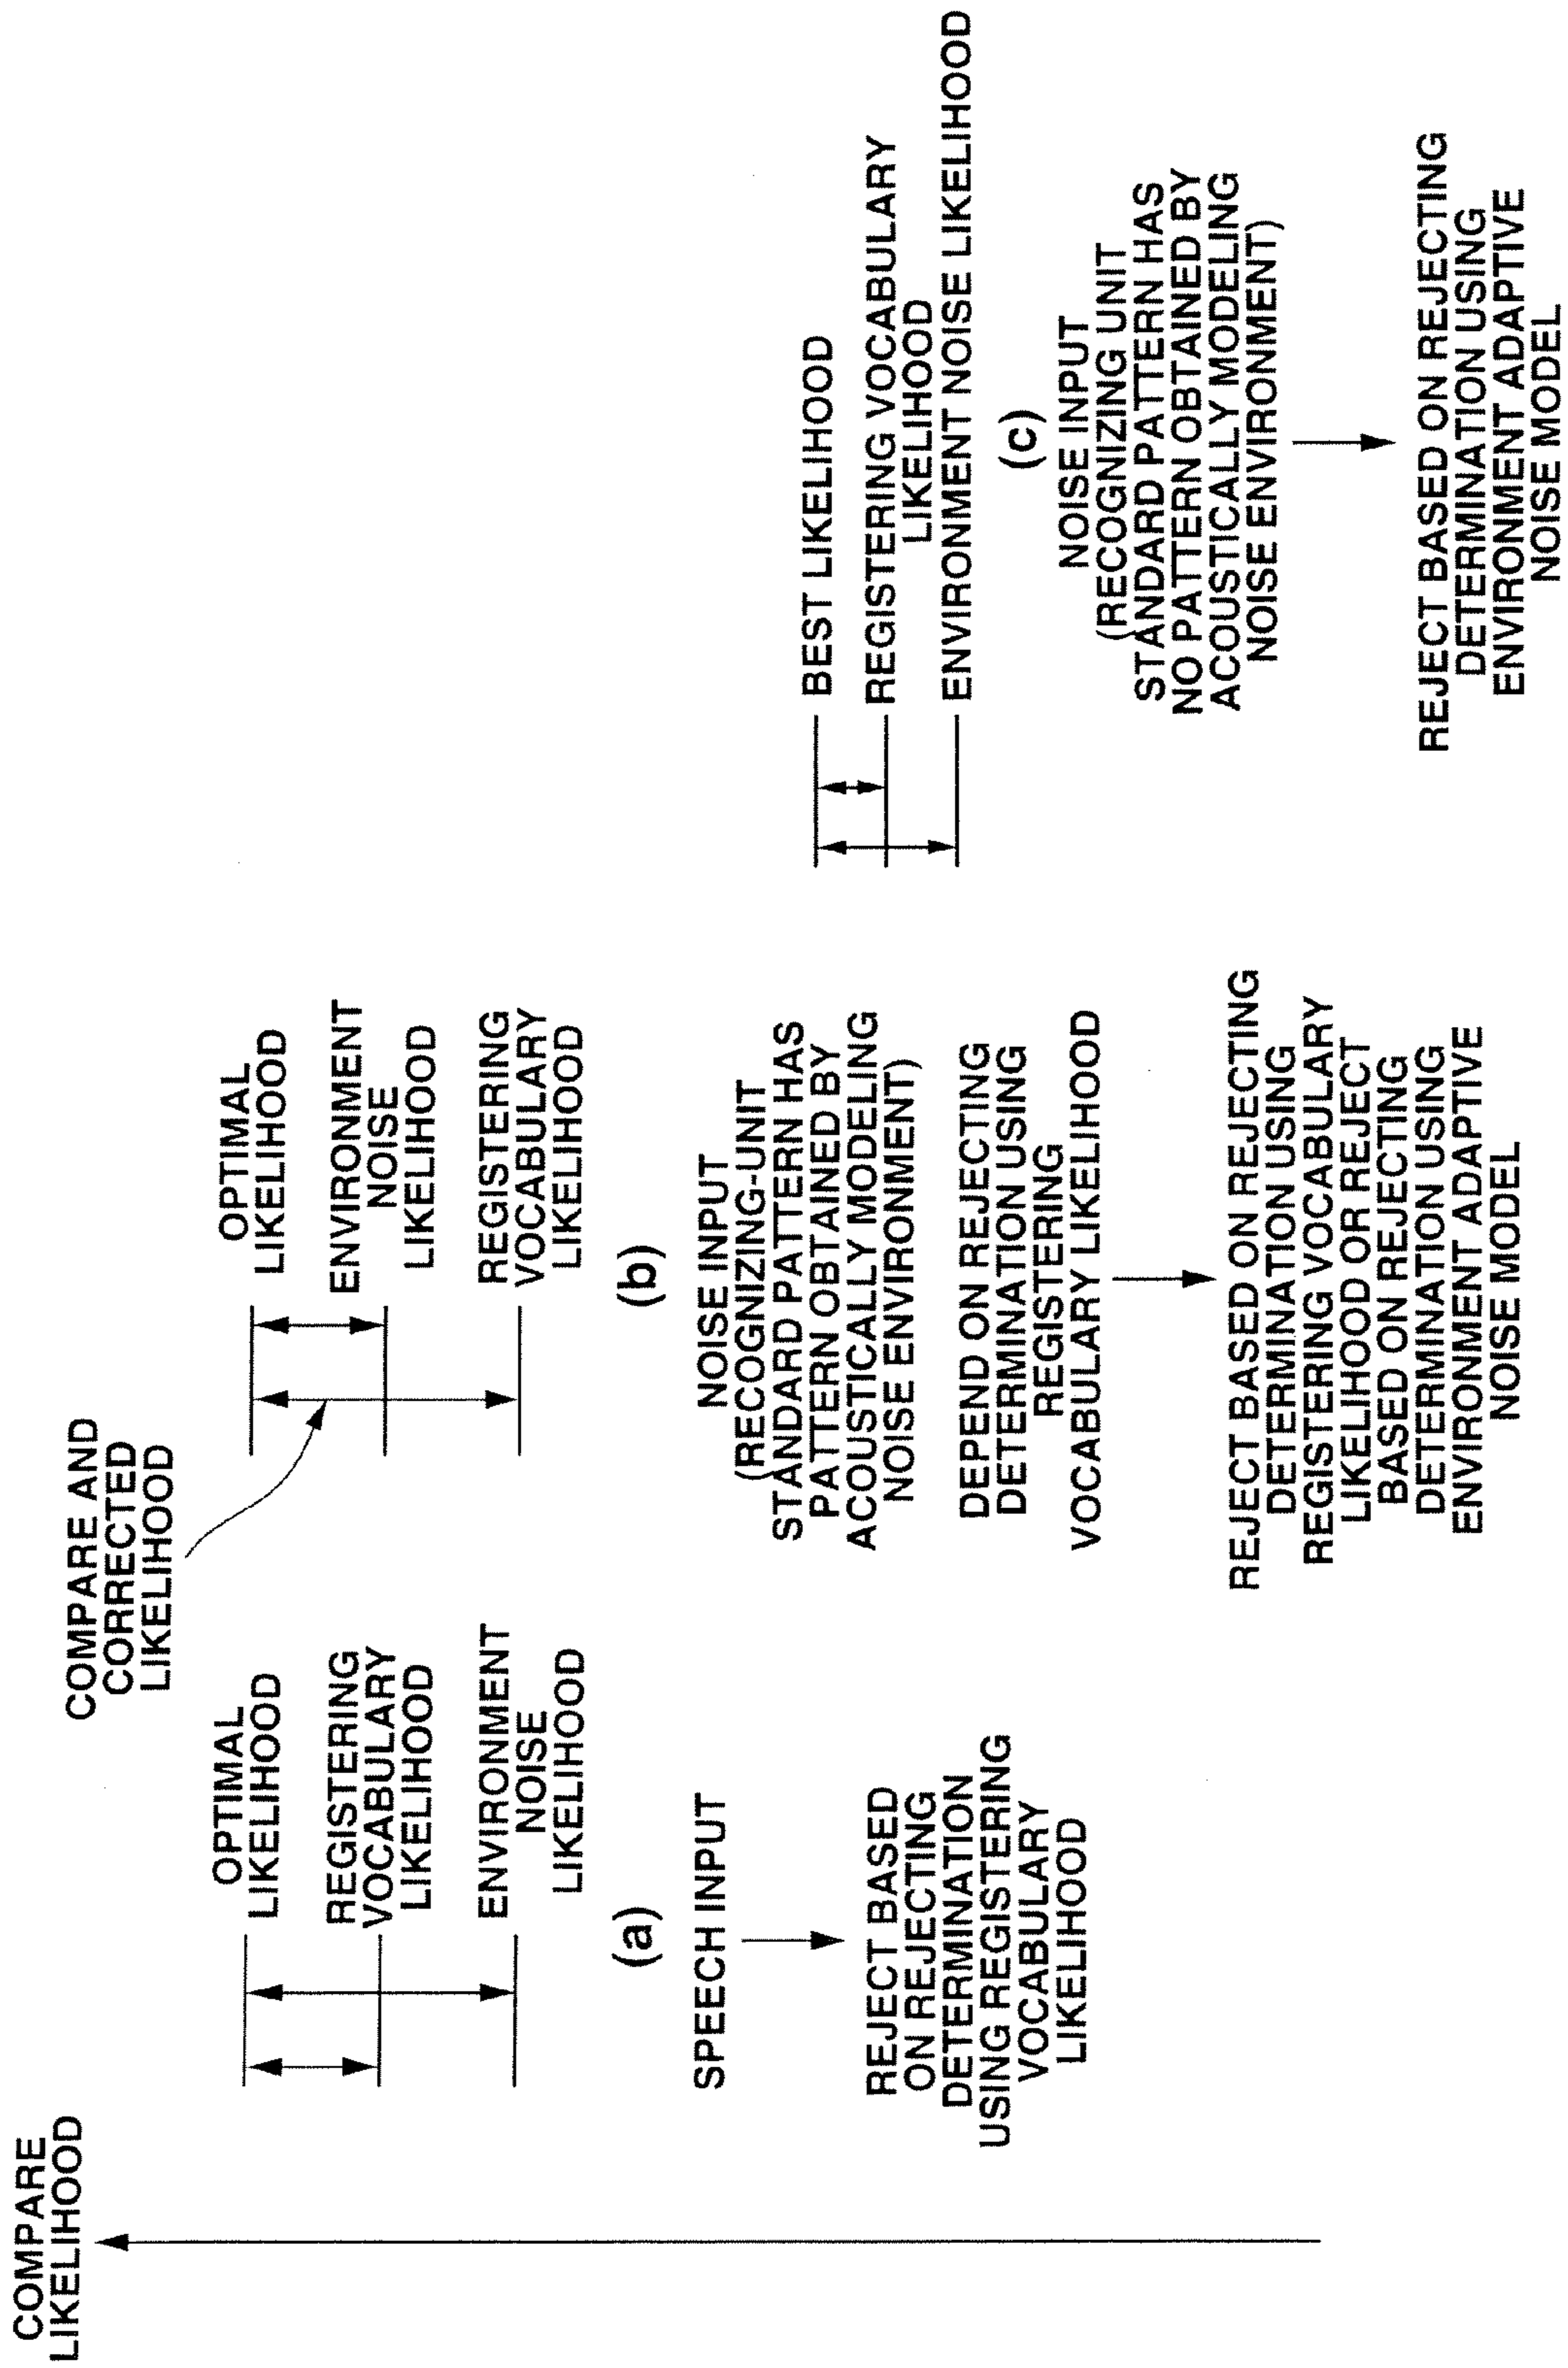 COMPARE
LIKELIHOOD
COMPARE AND
CORRECTED
LIKELIHOOD
OPTIMAL
LIKELIHOOD
REGISTERING
VOCABULARY
LIKELIHOOD
ENVIRONMENT
NOISE
LIKELIHOOD
(a)
SPEECH INPUT
REJECT BASED
ON REJECTING
DETERMINATION
USING REGISTERING
VOCABULARY
LIKELIHOOD
OPTIMAL
LIKELIHOOD
ENVIRONMENT
NOISE
LIKELIHOOD
REGISTERING
VOCABULARY
LIKELIHOOD
(b)
NOISE INPUT
(RECOGNIZING-UNIT
STANDARD PATTERN HAS
PATTERN OBTAINED BY
ACOUSTICALLY MODELING
NOISE ENVIRONMENT)
DEPEND ON REJECTING
DETERMINATION USING
REGISTERING
VOCABULARY LIKELIHOOD
REJECT BASED ON REJECTING
DETERMINATION USING
REGISTERING VOCABULARY
LIKELIHOOD OR REJECT
BASED ON REJECTING
DETERMINATION USING
ENVIRONMENT ADAPTIVE
NOISE MODEL
BEST LIKELIHOOD
REGISTERING VOCABULARY
LIKELIHOOD
ENVIRONMENT NOISE LIKELIHOOD
(c)
NOISE INPUT
(RECOGNIZING UNIT
STANDARD PATTERN HAS
NO PATTERN OBTAINED BY
ACOUSTICALLY MODELING
NOISE ENVIRONMENT)
REJECT BASED ON REJECTING
DETERMINATION USING
ENVIRONMENT ADAPTIVE
NOISE MODEL